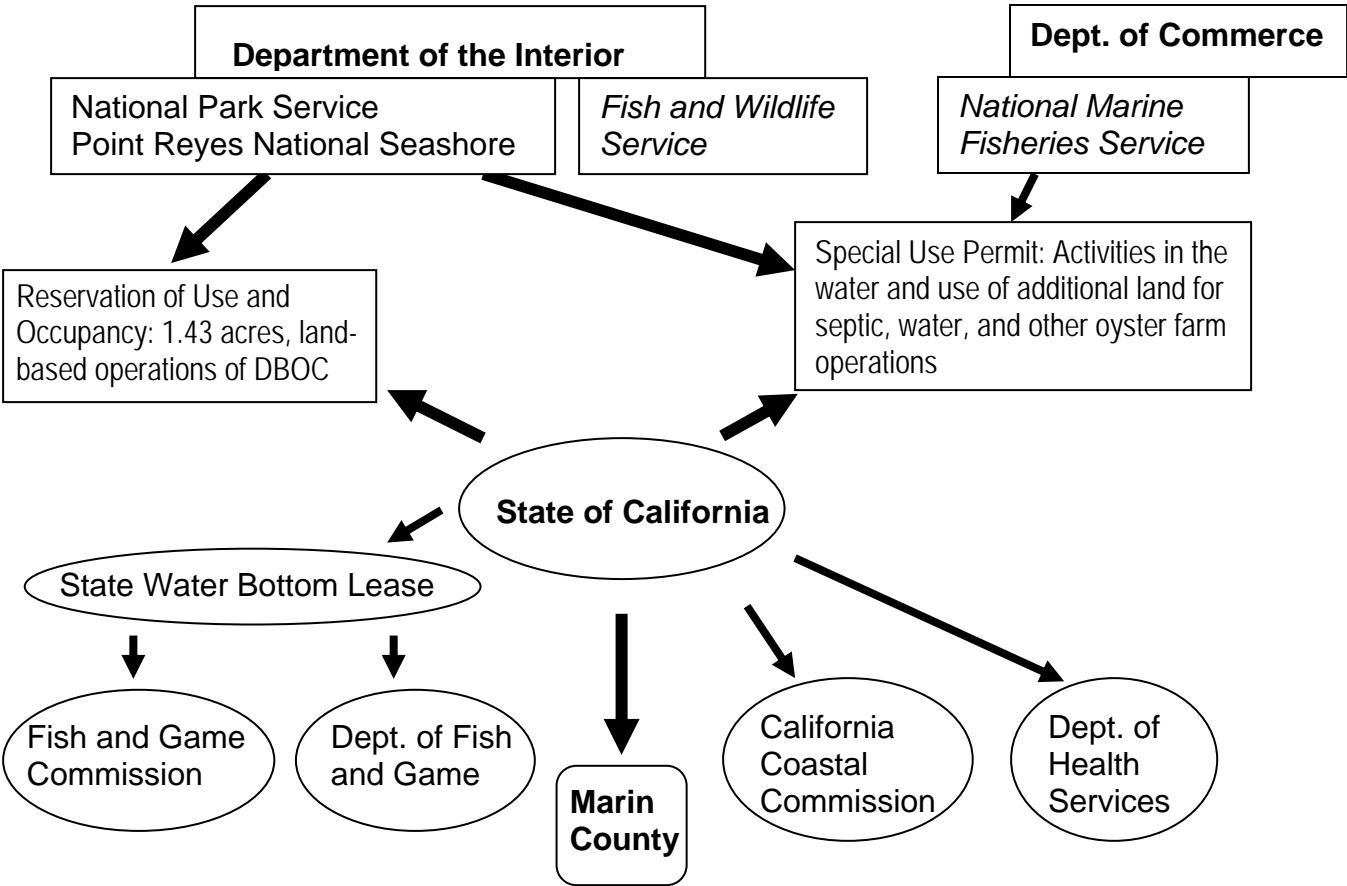 Department of the Interior
Dept. of Commerce
National Park Service
Point Reyes National Seashore
Fish and Wildlife
Service
National Marine
Fisheries Service
Reservation of Use and
Occupancy: 1.43 acres, land-
based operations of DBOC
Special Use Permit: Activities in the
water and use of additional land for
septic, water, and other oyster farm
operations
State of California
State Water Bottom Lease
Fish and Game
Commission
Dept. of Fish
and Game
Marin
County
California
Coastal
Commission
Dept. of
Health
Services